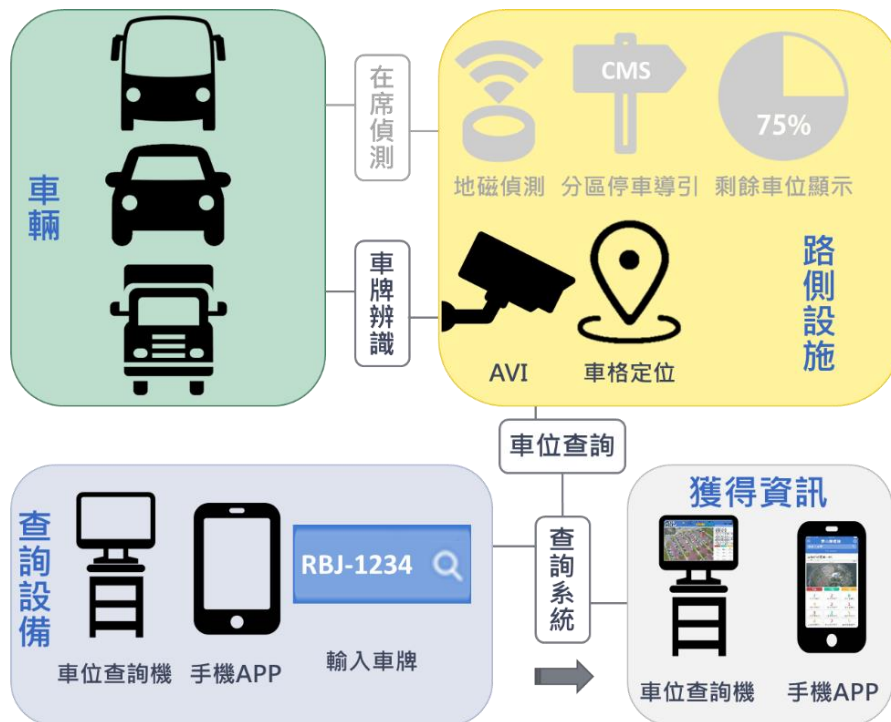 車輛
在席偵測
CMS
75%
地磁偵測
分區停車導引
剩餘車位顯示
車牌辨識
AVI
車格定位
路側設施
車位查詢
查詢設備
RBJ-1234
車位查詢機
手機APP
輸入車牌
查詢系統
獲得資訊
車位查詢機
手機APP